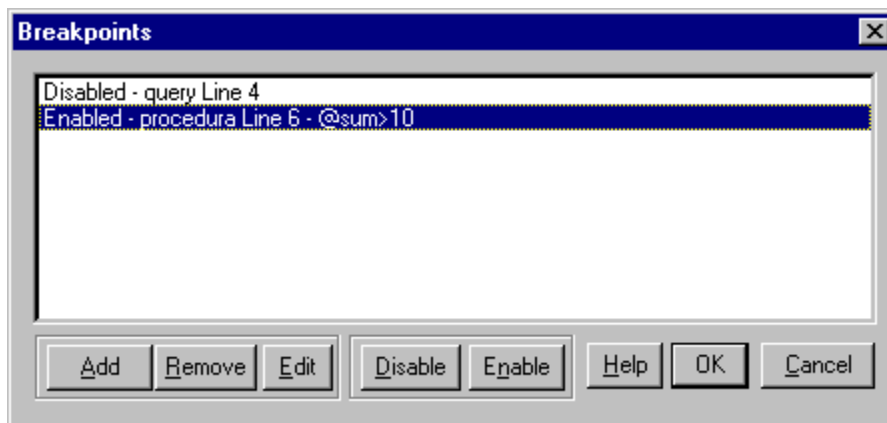 Breakpoints
Disabled - query Line 4
Enabled - procedura Line 6 - @sum>10
Add Remove Edit Disable Enable Help OK Cancel